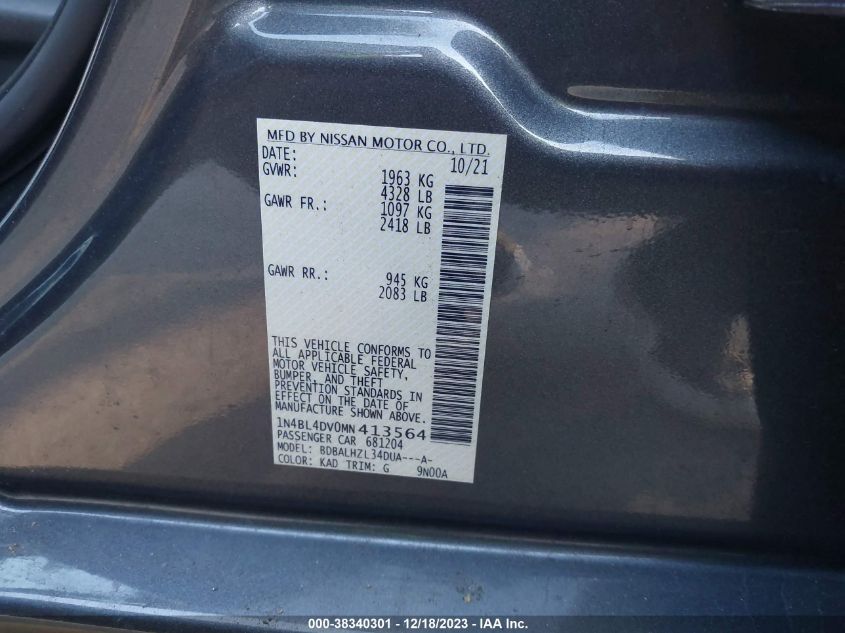 MFD BY NISSAN MOTOR CO., LTD.
DATE: 10/21
GVWR: 1963 KG
4328 LB
GAWR FR.: 1097 KG
2418 LB
GAWR RR.: 945 KG
2083 LB
THIS VEHICLE CONFORMS TO
ALL APPLICABLE FEDERAL
MOTOR VEHICLE SAFETY,
BUMPER, AND THEFT
PREVENTION STANDARDS IN
EFFECT ON THE DATE OF
MANUFACTURE SHOWN ABOVE.
1N4BL4DV0MN413564
PASSENGER CAR 681204
MODEL: BDBALHZL34DUA---A-
COLOR: KAD TRIM: G 9N00A
000-38340301 - 12/18/2023 - IAA Inc.